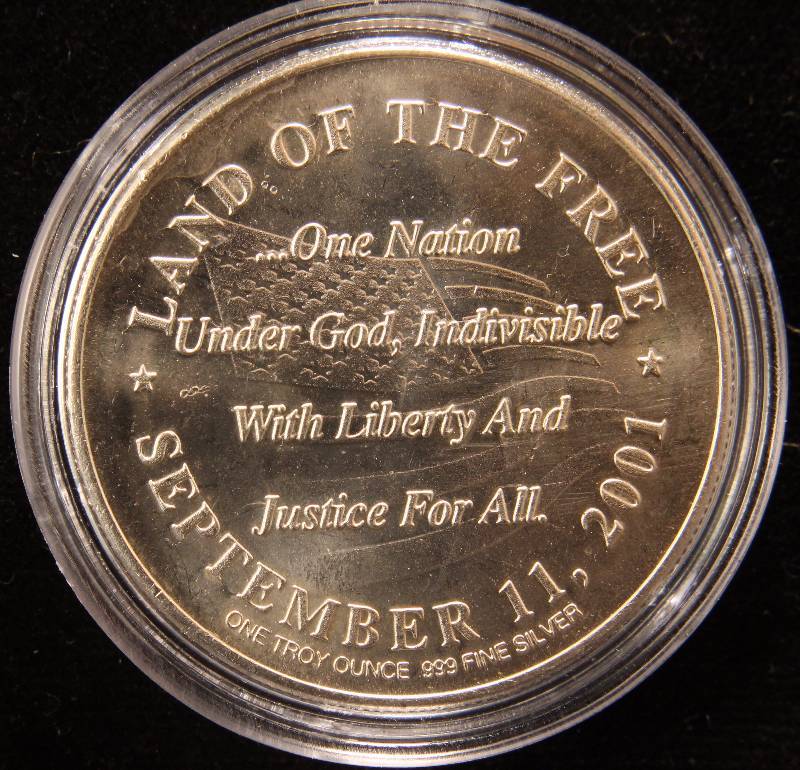 LAND OF THE FREE
...One Nation
Under God, Indivisible
With Liberty And
Justice For All.
SEPTEMBER 11, 2001
ONE TROY OUNCE .999 FINE SILVER